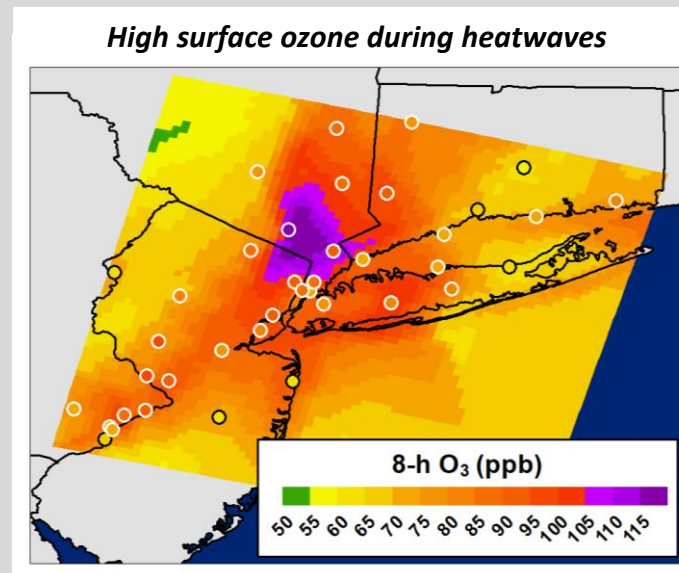 High surface ozone during heatwaves
8-h O₃ (ppb)
50 55 60 65 70 75 80 85 90 95 100 105 110 115